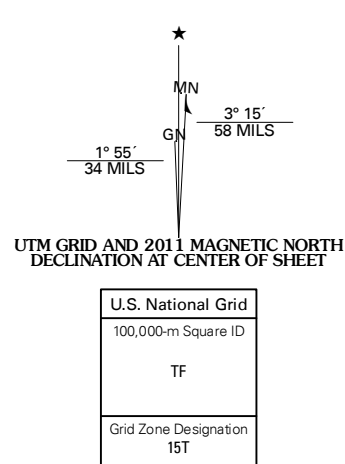 ★
MN
GN
3° 15´
58 MILS
1° 55´
34 MILS
UTM GRID AND 2011 MAGNETIC NORTH
DECLINATION AT CENTER OF SHEET
U.S. National Grid
100,000-m Square ID
TF
Grid Zone Designation
15T